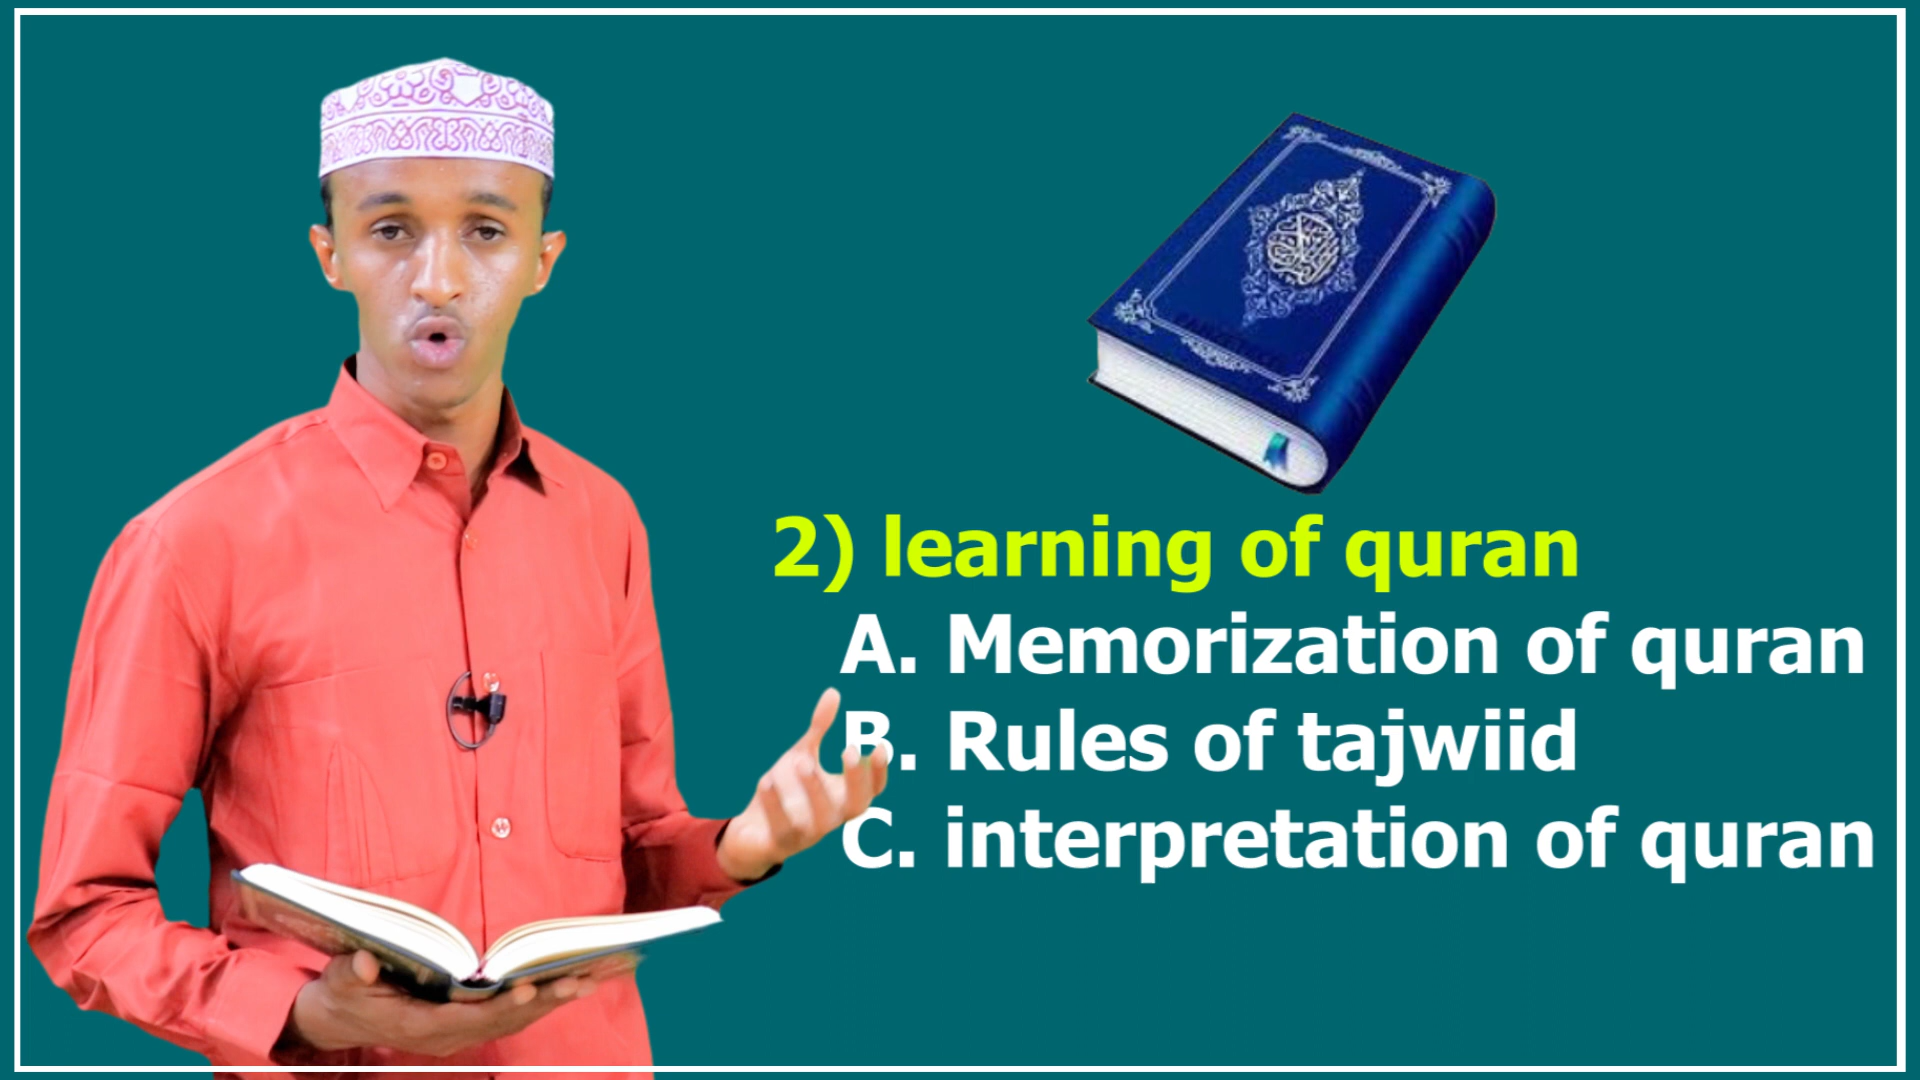 2) learning of quran
A. Memorization of quran
B. Rules of tajwiid
C. interpretation of quran